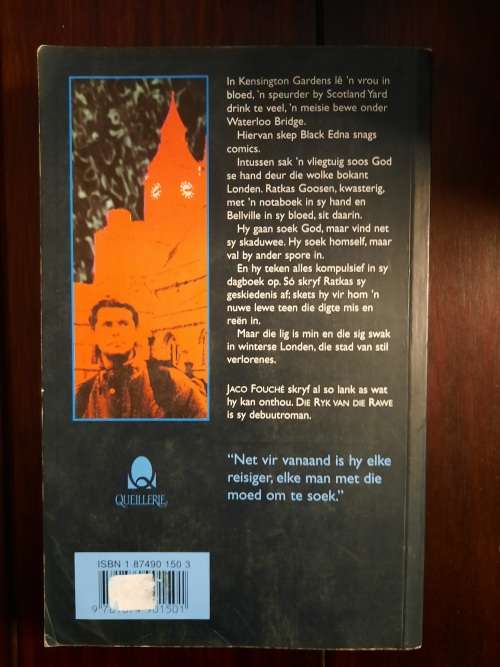 In Kensington Gardens lê 'n vrou in
bloed, 'n speurder by Scotland Yard
drink te veel, 'n meisie bewe onder
Waterloo Bridge.
Hiervan skep Black Edna snags
comics.
Intussen sak 'n vliegtuig soos God
se hand deur die wolke bokant
Londen. Ratkas Goosen, kwasterig,
met 'n notaboek in sy hand en
Bellville in sy bloed, sit daarin.
Hy gaan soek God, maar vind net
sy skaduwee. Hy soek homself, maar
val by ander spore in.
En hy teken alles kompulsief in sy
dagboek op. Só skryf Ratkas sy
geskiedenis af; skets hy vir hom 'n
nuwe lewe teen die digte mis en
reën in.
Maar die lig is min en die sig swak
in winterse Londen, die stad van stil
verlorenes.
JACO FOUCHÉ skryf al so lank as wat
hy kan onthou. DIE RYK VAN DIE RAWE
is sy debuutroman.
"Net vir vanaand is hy elke
reisiger, elke man met die
moed om te soek."
QUEILLERIE
ISBN 1 87490 150 3